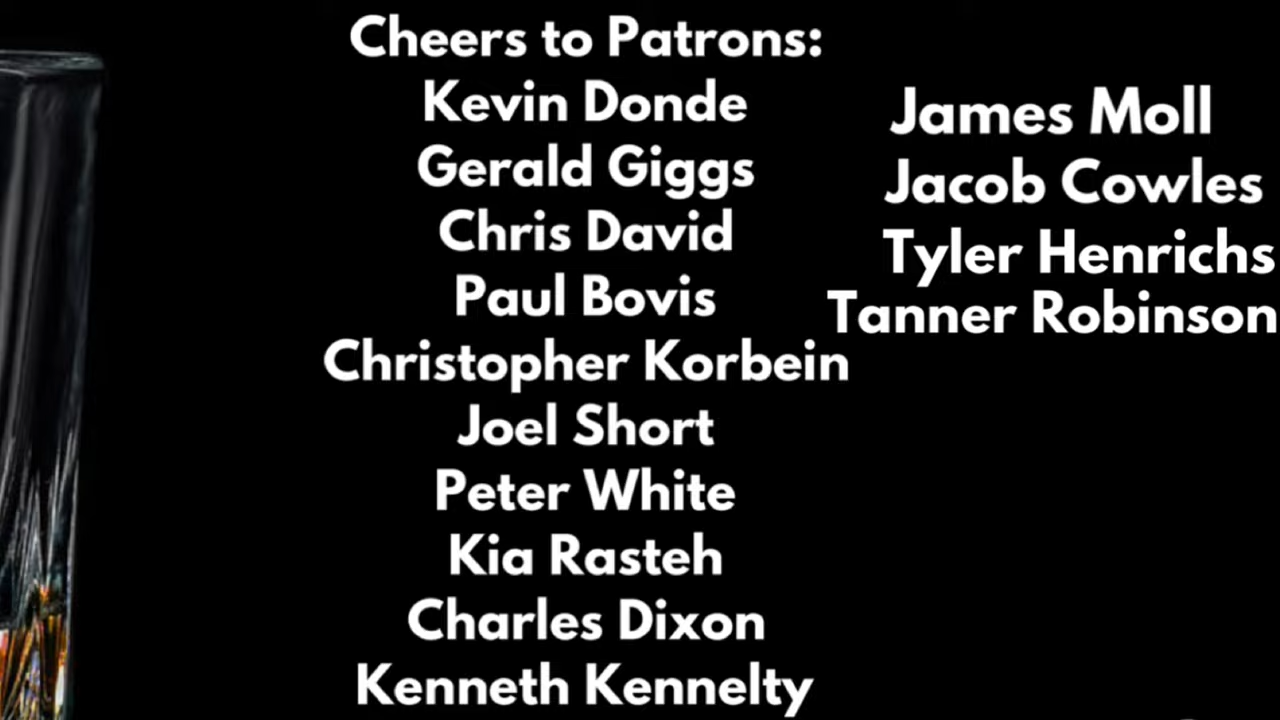 Cheers to Patrons:
Kevin Donde
Gerald Giggs
Chris David
Paul Bovis
Christopher Korbein
Joel Short
Peter White
Kia Rasteh
Charles Dixon
Kenneth Kennelty
James Moll
Jacob Cowles
Tyler Henrichs
Tanner Robinson